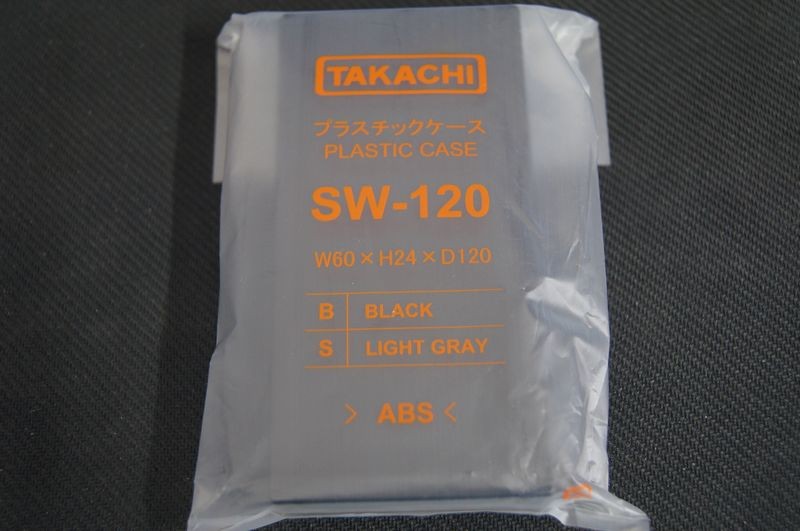 TAKACHI
プラスチックケース
PLASTIC CASE
SW-120
W60×H24×D120
B BLACK
S LIGHT GRAY
> ABS <